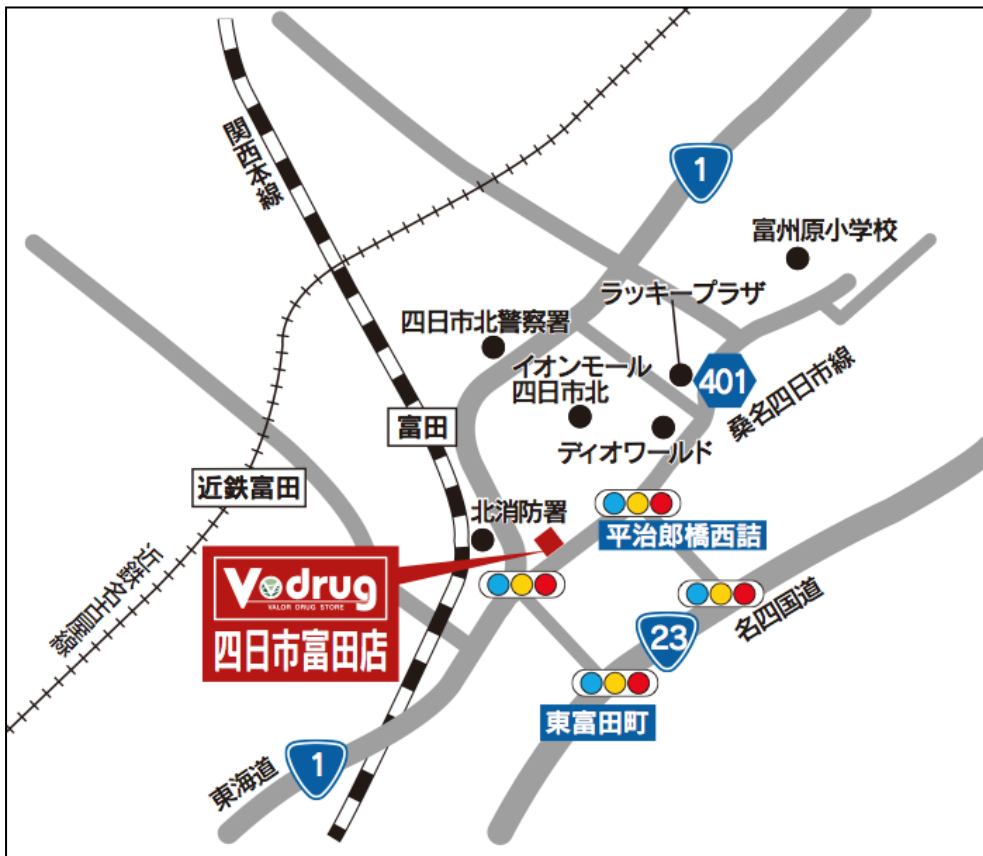 関西本線
1
富州原小学校
ラッキープラザ
四日市北警察署
イオンモール
四日市北
401
桑名四日市線
富田
ディオワールド
近鉄富田
北消防署
平治郎橋西詰
V・drug
VALOR DRUG STORE
四日市富田店
近鉄名古屋線
名四国道
23
東富田町
1
東海道